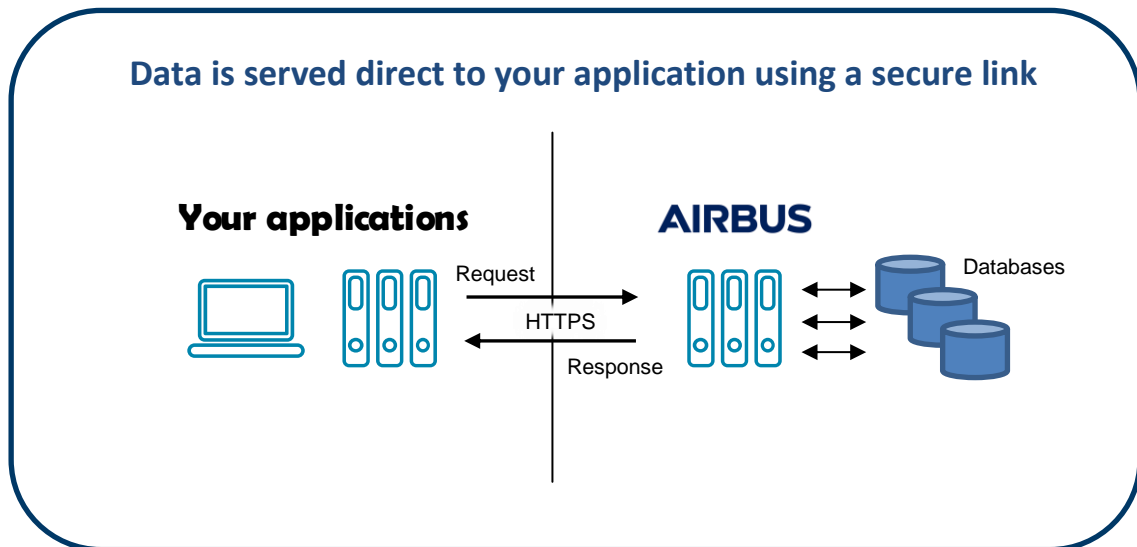 Data is served direct to your application using a secure link
Your applications
AIRBUS
Request
Databases
HTTPS
Response